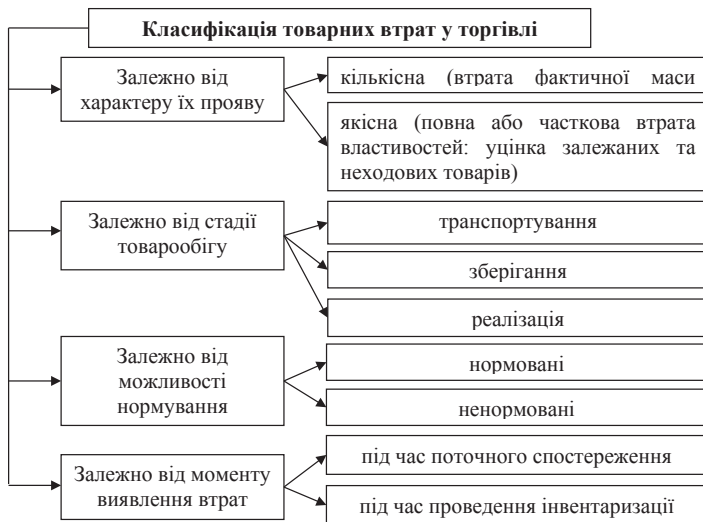 Класифікація товарних втрат у торгівлі
Залежно від
характеру їх прояву
кількісна (втрата фактичної маси
якісна (повна або часткова втрата
властивостей: уцінка залежаних та
неходових товарів)
Залежно від стадії
товарообігу
транспортування
зберігання
реалізація
Залежно від
можливості
нормування
нормовані
ненормовані
Залежно від моменту
виявлення втрат
під час поточного спостереження
під час проведення інвентаризації